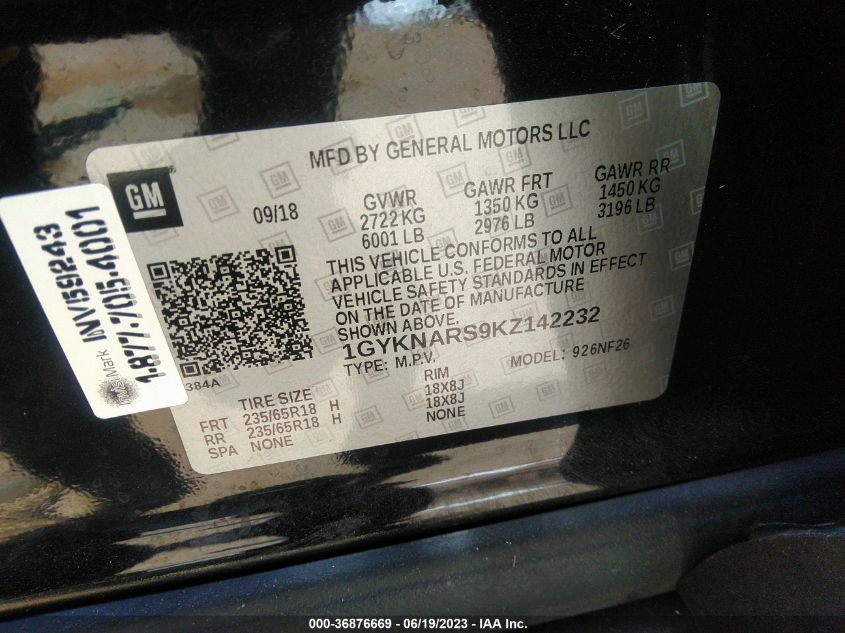 MFD BY GENERAL MOTORS LLC
GM
09/18
GVWR
2722 KG
6001 LB
GAWR FRT
1350 KG
2976 LB
GAWR RR
1450 KG
3196 LB
THIS VEHICLE CONFORMS TO ALL
APPLICABLE U.S. FEDERAL MOTOR
VEHICLE SAFETY STANDARDS IN EFFECT
ON THE DATE OF MANUFACTURE
SHOWN ABOVE.
1GYKNARS9KZ142232
TYPE: M.P.V. MODEL: 926NF26
384A
TIRE SIZE RIM
FRT 235/65R18 H 18X8J
RR 235/65R18 H 18X8J
SPA NONE NONE
INV59243
1-877-705-4001
Mark
000-36876669 - 06/19/2023 - IAA Inc.